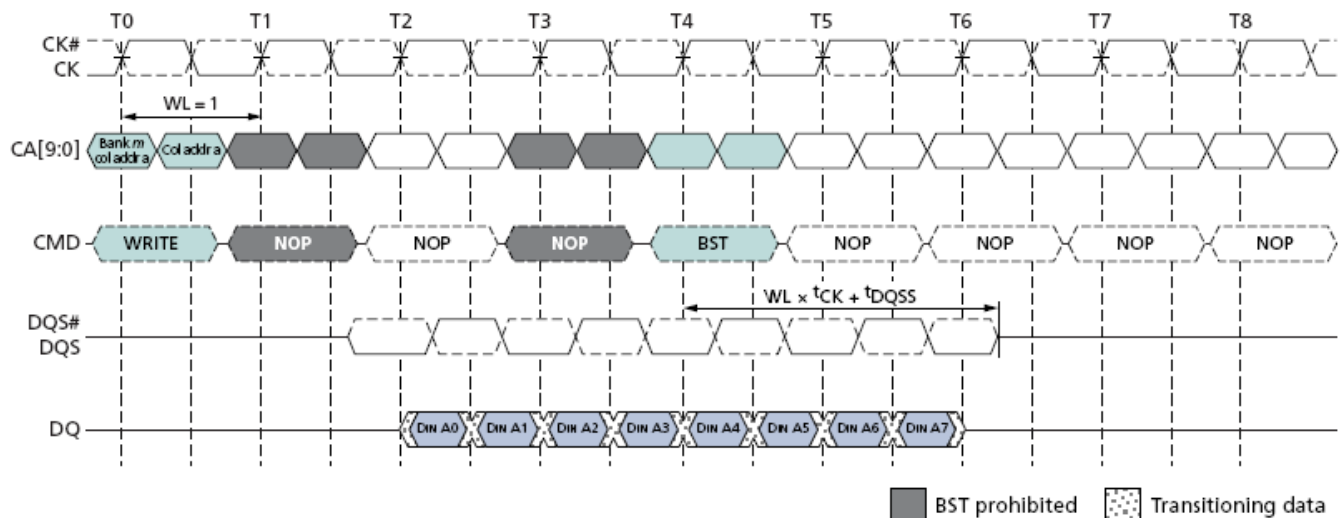 T0 T1 T2 T3 T4 T5 T6 T7 T8
CK#
CK
WL = 1
CA[9:0]
Bank m
col addr a
Col addr a
CMD
WRITE NOP NOP NOP BST NOP NOP NOP NOP
WL × tCK + tDQSS
DQS#
DQS
DQ
DIN A0 DIN A1 DIN A2 DIN A3 DIN A4 DIN A5 DIN A6 DIN A7
BST prohibited Transitioning data